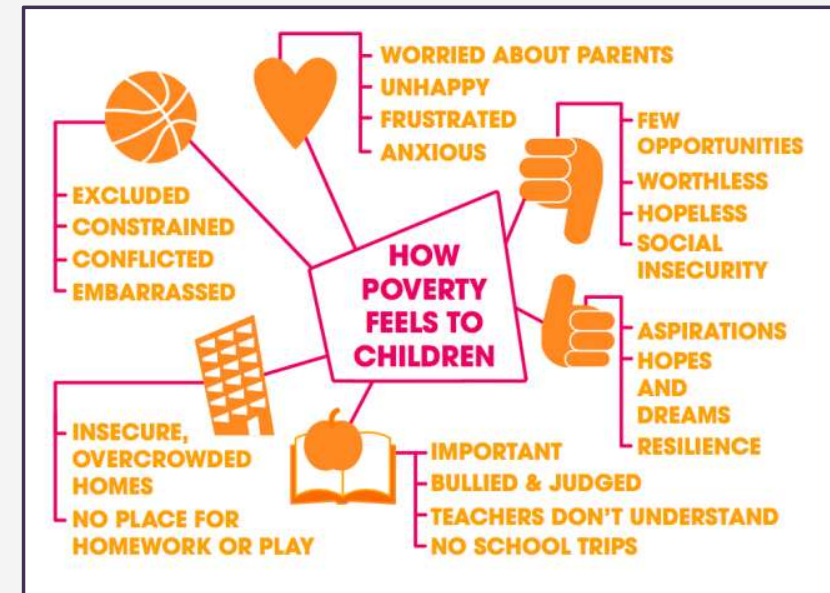 HOW
POVERTY
FEELS TO
CHILDREN
WORRIED ABOUT PARENTS
UNHAPPY
FRUSTRATED
ANXIOUS
FEW
OPPORTUNITIES
WORTHLESS
HOPELESS
SOCIAL
INSECURITY
ASPIRATIONS
HOPES
AND
DREAMS
RESILIENCE
IMPORTANT
BULLIED & JUDGED
TEACHERS DON'T UNDERSTAND
NO SCHOOL TRIPS
INSECURE,
OVERCROWDED
HOMES
NO PLACE FOR
HOMEWORK OR PLAY
EXCLUDED
CONSTRAINED
CONFLICTED
EMBARRASSED